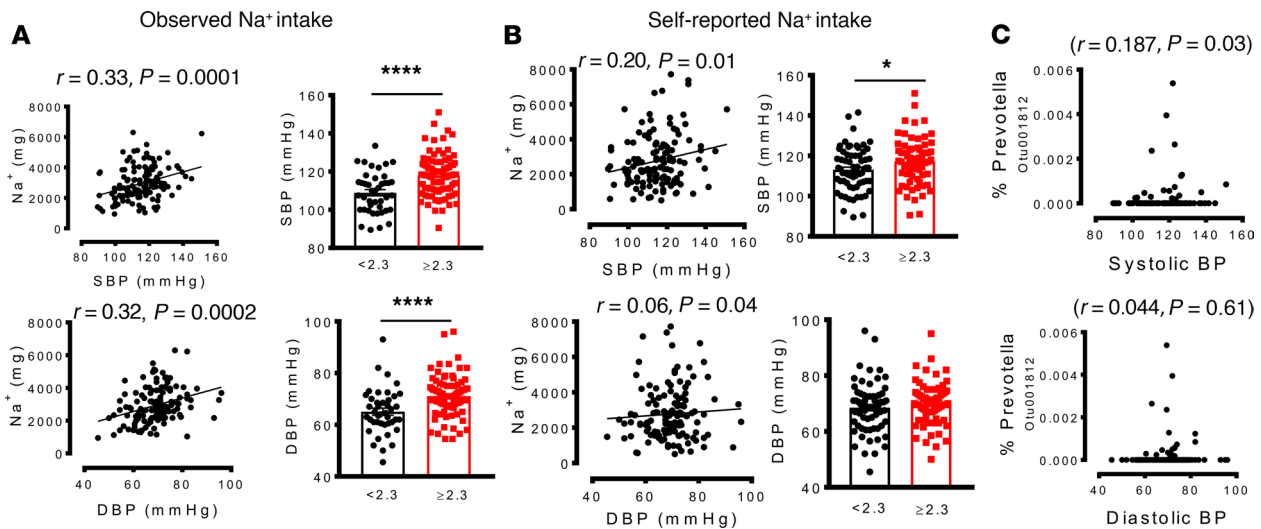 Observed Na⁺ intake
Self-reported Na⁺ intake
A
r = 0.33, P = 0.0001
Na⁺ (mg)
8000
6000
4000
2000
0
80 100 120 140 160
SBP (mmHg)
****
SBP (mmHg)
160
140
120
100
80
<2.3 ≥2.3
r = 0.32, P = 0.0002
Na⁺ (mg)
8000
6000
4000
2000
0
40 60 80 100
DBP (mmHg)
****
DBP (mmHg)
100
80
60
40
<2.3 ≥2.3
B
r = 0.20, P = 0.01
Na⁺ (mg)
8000
6000
4000
2000
0
80 100 120 140 160
SBP (mmHg)
*
SBP (mmHg)
160
140
120
100
80
<2.3 ≥2.3
r = 0.06, P = 0.04
Na⁺ (mg)
8000
6000
4000
2000
0
40 60 80 100
DBP (mmHg)
DBP (mmHg)
100
80
60
40
<2.3 ≥2.3
C
(r = 0.187, P = 0.03)
% Prevotella
Otu001812
0.006
0.004
0.002
0.000
80 100 120 140 160
Systolic BP
(r = 0.044, P = 0.61)
% Prevotella
Otu001812
0.006
0.004
0.002
0.000
40 60 80 100
Diastolic BP